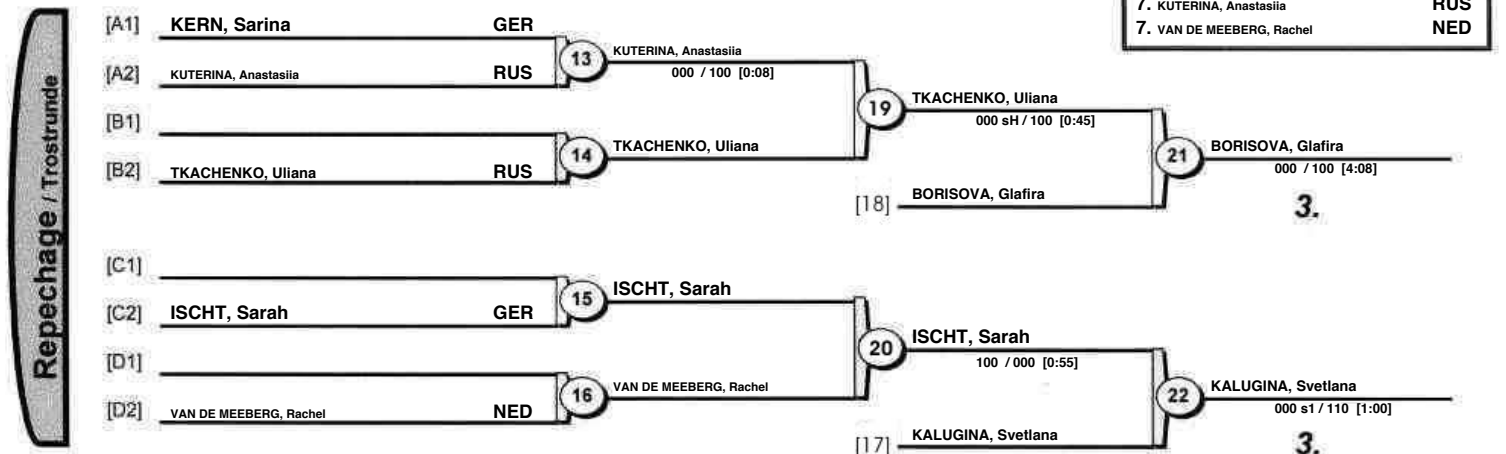 7. KUTERINA, Anastasiia RUS
7. VAN DE MEEBERG, Rachel NED
Repechage / Trostrunde
[A1] KERN, Sarina GER
[A2] KUTERINA, Anastasiia RUS
13
KUTERINA, Anastasiia
000 / 100 [0:08]
[B1]
[B2] TKACHENKO, Uliana RUS
14
TKACHENKO, Uliana
19
TKACHENKO, Uliana
000 sH / 100 [0:45]
[18] BORISOVA, Glafira
21
BORISOVA, Glafira
000 / 100 [4:08]
3.
[C1]
[C2] ISCHT, Sarah GER
15
ISCHT, Sarah
[D1]
[D2] VAN DE MEEBERG, Rachel NED
16
VAN DE MEEBERG, Rachel
20
ISCHT, Sarah
100 / 000 [0:55]
[17] KALUGINA, Svetlana
22
KALUGINA, Svetlana
000 s1 / 110 [1:00]
3.